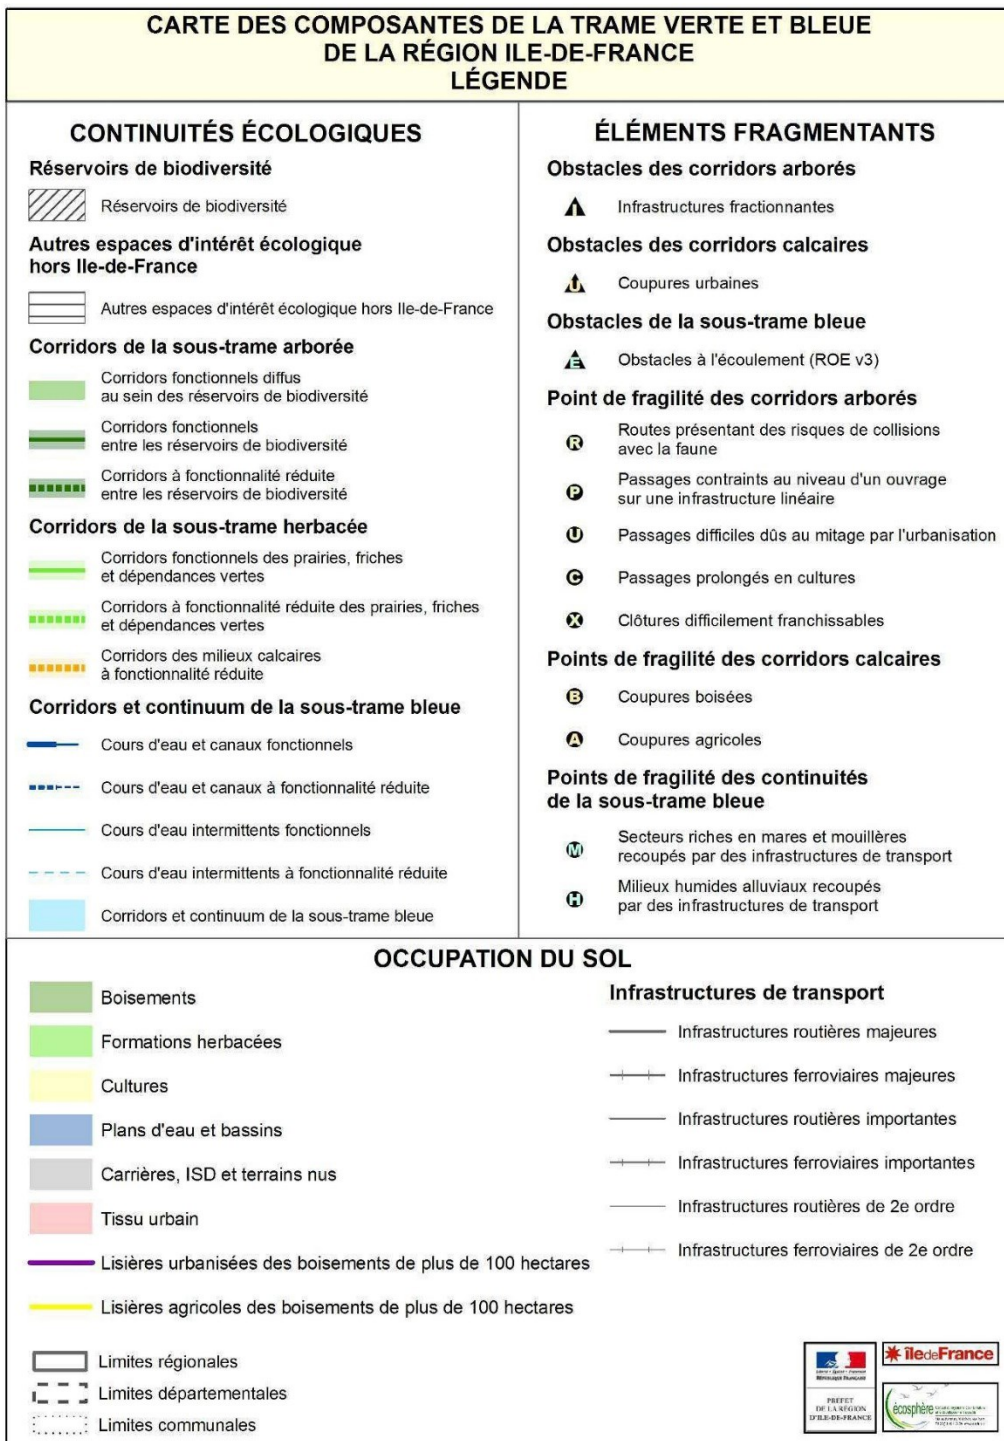 CARTE DES COMPOSANTES DE LA TRAME VERTE ET BLEUE
DE LA RÉGION ILE-DE-FRANCE
LÉGENDE
CONTINUITÉS ÉCOLOGIQUES
Réservoirs de biodiversité
Réservoirs de biodiversité
Autres espaces d'intérêt écologique
hors Ile-de-France
Autres espaces d'intérêt écologique hors Ile-de-France
Corridors de la sous-trame arborée
Corridors fonctionnels diffus
au sein des réservoirs de biodiversité
Corridors fonctionnels
entre les réservoirs de biodiversité
Corridors à fonctionnalité réduite
entre les réservoirs de biodiversité
Corridors de la sous-trame herbacée
Corridors fonctionnels des prairies, friches
et dépendances vertes
Corridors à fonctionnalité réduite des prairies, friches
et dépendances vertes
Corridors des milieux calcaires
à fonctionnalité réduite
Corridors et continuum de la sous-trame bleue
Cours d'eau et canaux fonctionnels
Cours d'eau et canaux à fonctionnalité réduite
Cours d'eau intermittents fonctionnels
Cours d'eau intermittents à fonctionnalité réduite
Corridors et continuum de la sous-trame bleue
ÉLÉMENTS FRAGMENTANTS
Obstacles des corridors arborés
I Infrastructures fractionnantes
Obstacles des corridors calcaires
U Coupures urbaines
Obstacles de la sous-trame bleue
E Obstacles à l'écoulement (ROE v3)
Point de fragilité des corridors arborés
R Routes présentant des risques de collisions
avec la faune
P Passages contraints au niveau d'un ouvrage
sur une infrastructure linéaire
U Passages difficiles dûs au mitage par l'urbanisation
C Passages prolongés en cultures
X Clôtures difficilement franchissables
Points de fragilité des corridors calcaires
B Coupures boisées
A Coupures agricoles
Points de fragilité des continuités
de la sous-trame bleue
M Secteurs riches en mares et mouillères
recoupés par des infrastructures de transport
H Milieux humides alluviaux recoupés
par des infrastructures de transport
OCCUPATION DU SOL
Boisements
Formations herbacées
Cultures
Plans d'eau et bassins
Carrières, ISD et terrains nus
Tissu urbain
Lisières urbanisées des boisements de plus de 100 hectares
Lisières agricoles des boisements de plus de 100 hectares
Limites régionales
Limites départementales
Limites communales
Infrastructures de transport
Infrastructures routières majeures
Infrastructures ferroviaires majeures
Infrastructures routières importantes
Infrastructures ferroviaires importantes
Infrastructures routières de 2e ordre
Infrastructures ferroviaires de 2e ordre
RÉPUBLIQUE FRANÇAISE
PREFET
DE LA RÉGION
D'ILE-DE-FRANCE
îledeFrance
écosphère